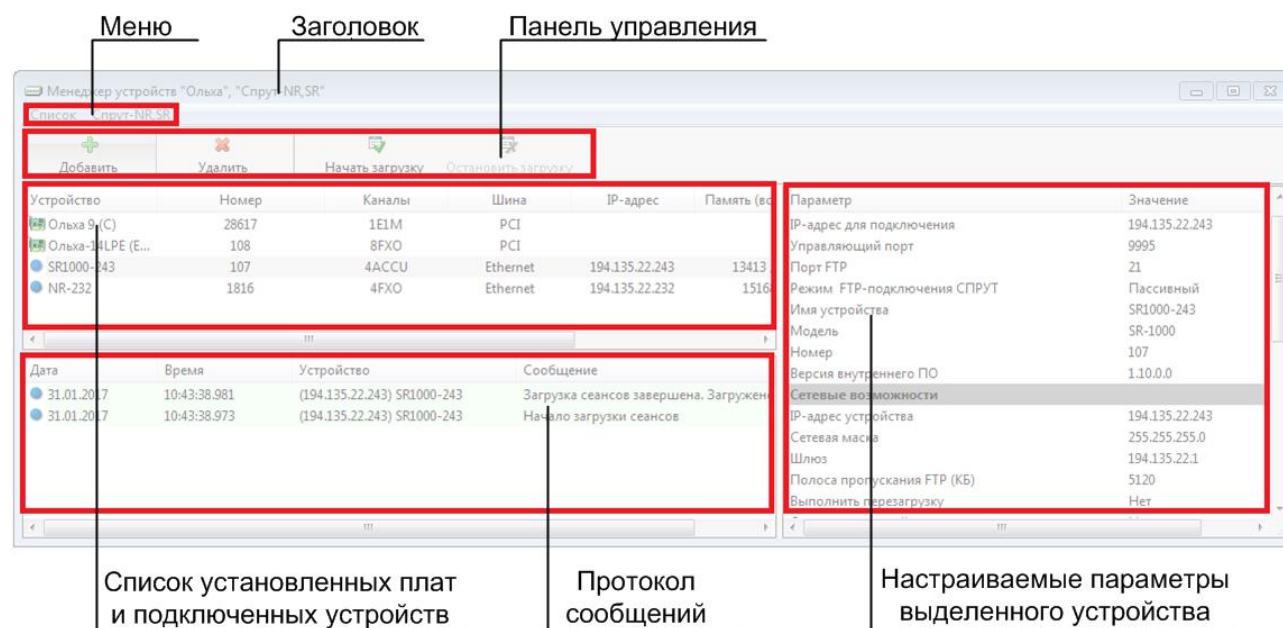 Меню Заголовок Панель управления
Менеджер устройств "Ольха", "Спрут-NR,SR"
Список Спрут-NR,SR
Добавить Удалить Начать загрузку Остановить загрузку
Устройство Номер Каналы Шина IP-адрес Память (вс Параметр Значение
Ольха 9 (C) 28617 1E1M PCI IP-адрес для подключения 194.135.22.243
Ольха-14LPE (E... 108 8FXO PCI Управляющий порт 9995
SR1000-243 107 4ACCU Ethernet 194.135.22.243 13413 Порт FTP 21
NR-232 1816 4FXO Ethernet 194.135.22.232 15168 Режим FTP-подключения СПРУТ Пассивный
Имя устройства SR1000-243
Модель SR-1000
Номер 107
Дата Время Устройство Сообщение Версия внутреннего ПО 1.10.0.0
31.01.2017 10:43:38.981 (194.135.22.243) SR1000-243 Загрузка сеансов завершена. Загружено Сетевые возможности
31.01.2017 10:43:38.973 (194.135.22.243) SR1000-243 Начало загрузки сеансов IP-адрес устройства 194.135.22.243
Сетевая маска 255.255.255.0
Шлюз 194.135.22.1
Полоса пропускания FTP (КБ) 5120
Выполнить перезагрузку Нет
Список установленных плат Протокол Настраиваемые параметры
и подключенных устройств сообщений выделенного устройства